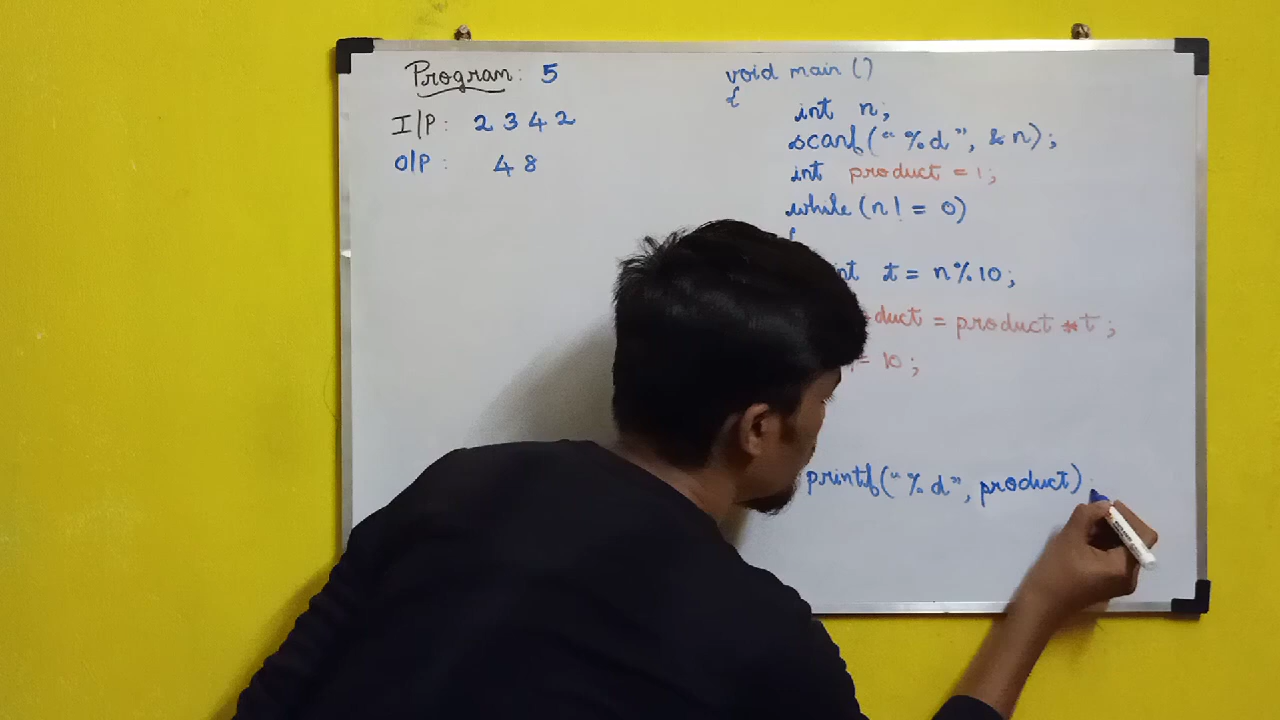 Program: 5
I/P: 2 3 4 2
O/P: 4 8
void main ()
{
int n;
scanf("%d", &n);
int product = 1;
while (n! = 0)
{
int t = n%10;
product = product * t;
= 10;
printf("%d", product);